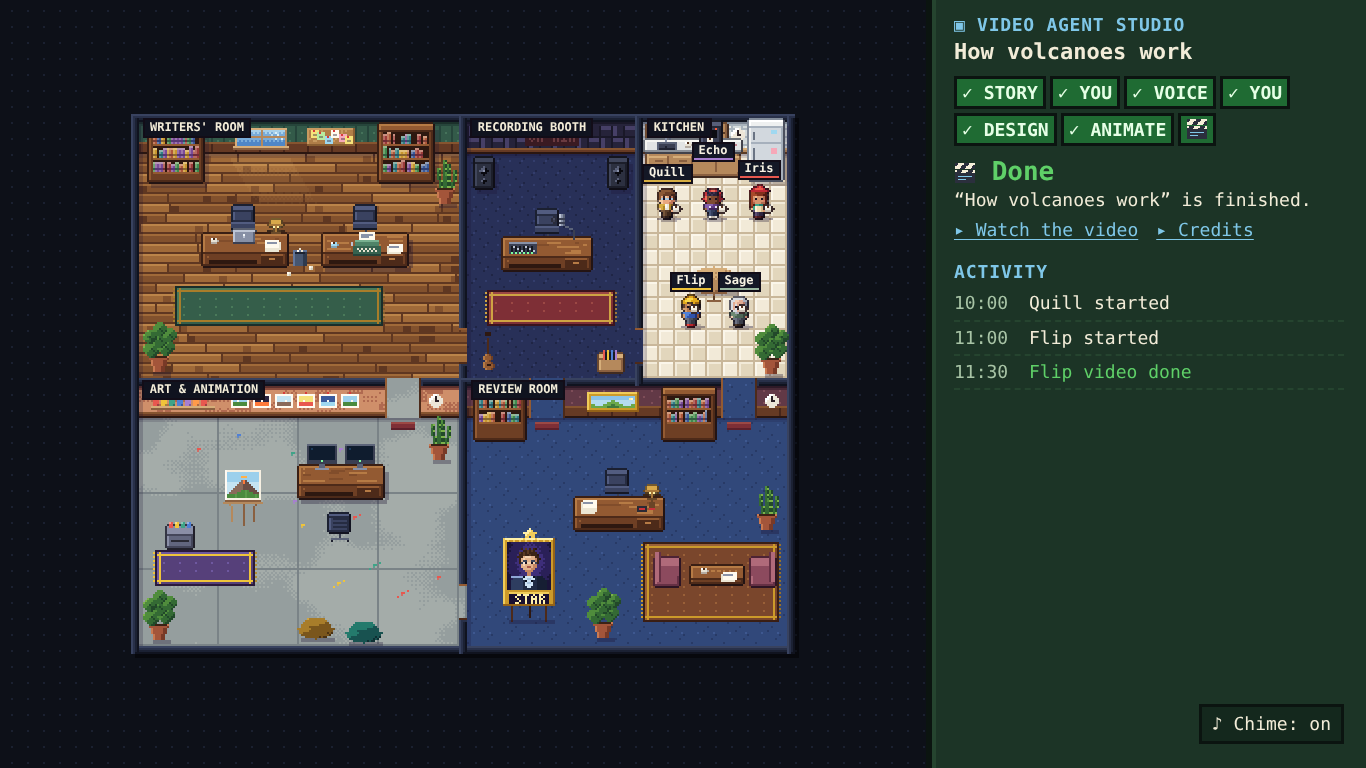 VIDEO AGENT STUDIO
How volcanoes work
✓ STORY ✓ YOU ✓ VOICE ✓ YOU
✓ DESIGN ✓ ANIMATE
Done
“How volcanoes work” is finished.
▸ Watch the video ▸ Credits
ACTIVITY
10:00 Quill started
11:00 Flip started
11:30 Flip video done
♪ Chime: on
WRITERS' ROOM
RECORDING BOOTH
KITCHEN
Echo
Quill
Iris
Flip
Sage
ART & ANIMATION
REVIEW ROOM
STAR